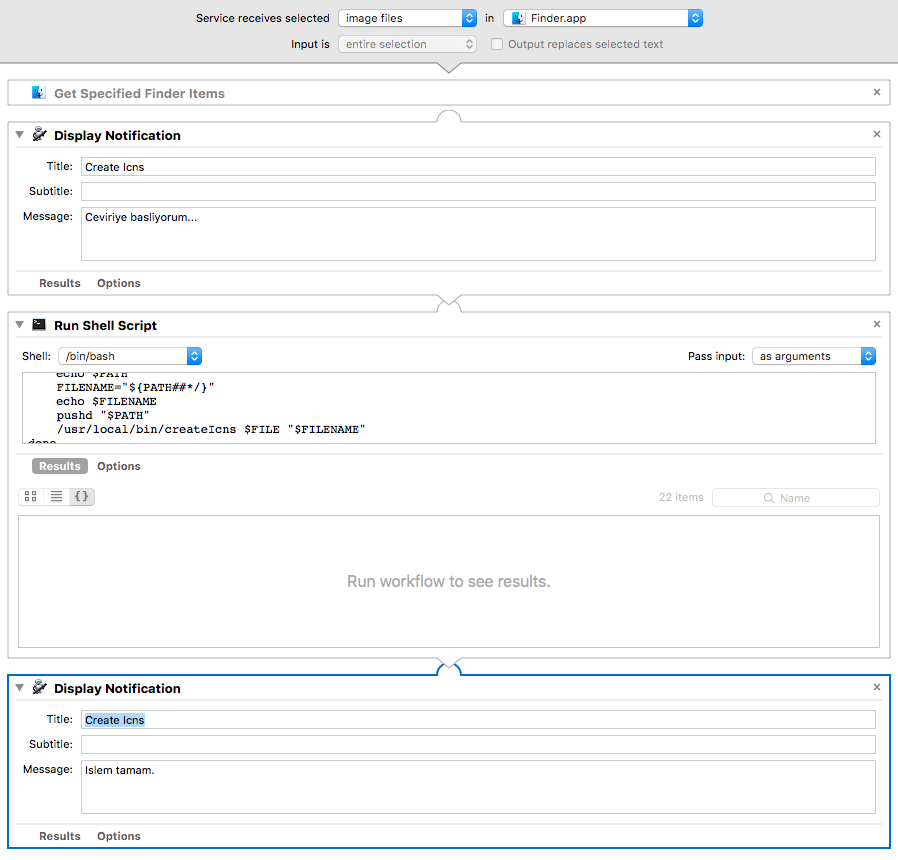 Service receives selected image files in Finder.app
Input is entire selection Output replaces selected text
Get Specified Finder Items
Display Notification
Title: Create Icns
Subtitle:
Message: Ceviriye basliyorum...
Results Options
Run Shell Script
Shell: /bin/bash Pass input: as arguments
echo $PATH
FILENAME="${PATH##*/}"
echo $FILENAME
pushd "$PATH"
/usr/local/bin/createIcns $FILE "$FILENAME"
done
Results Options
22 items Name
Run workflow to see results.
Display Notification
Title: Create Icns
Subtitle:
Message: Islem tamam.
Results Options